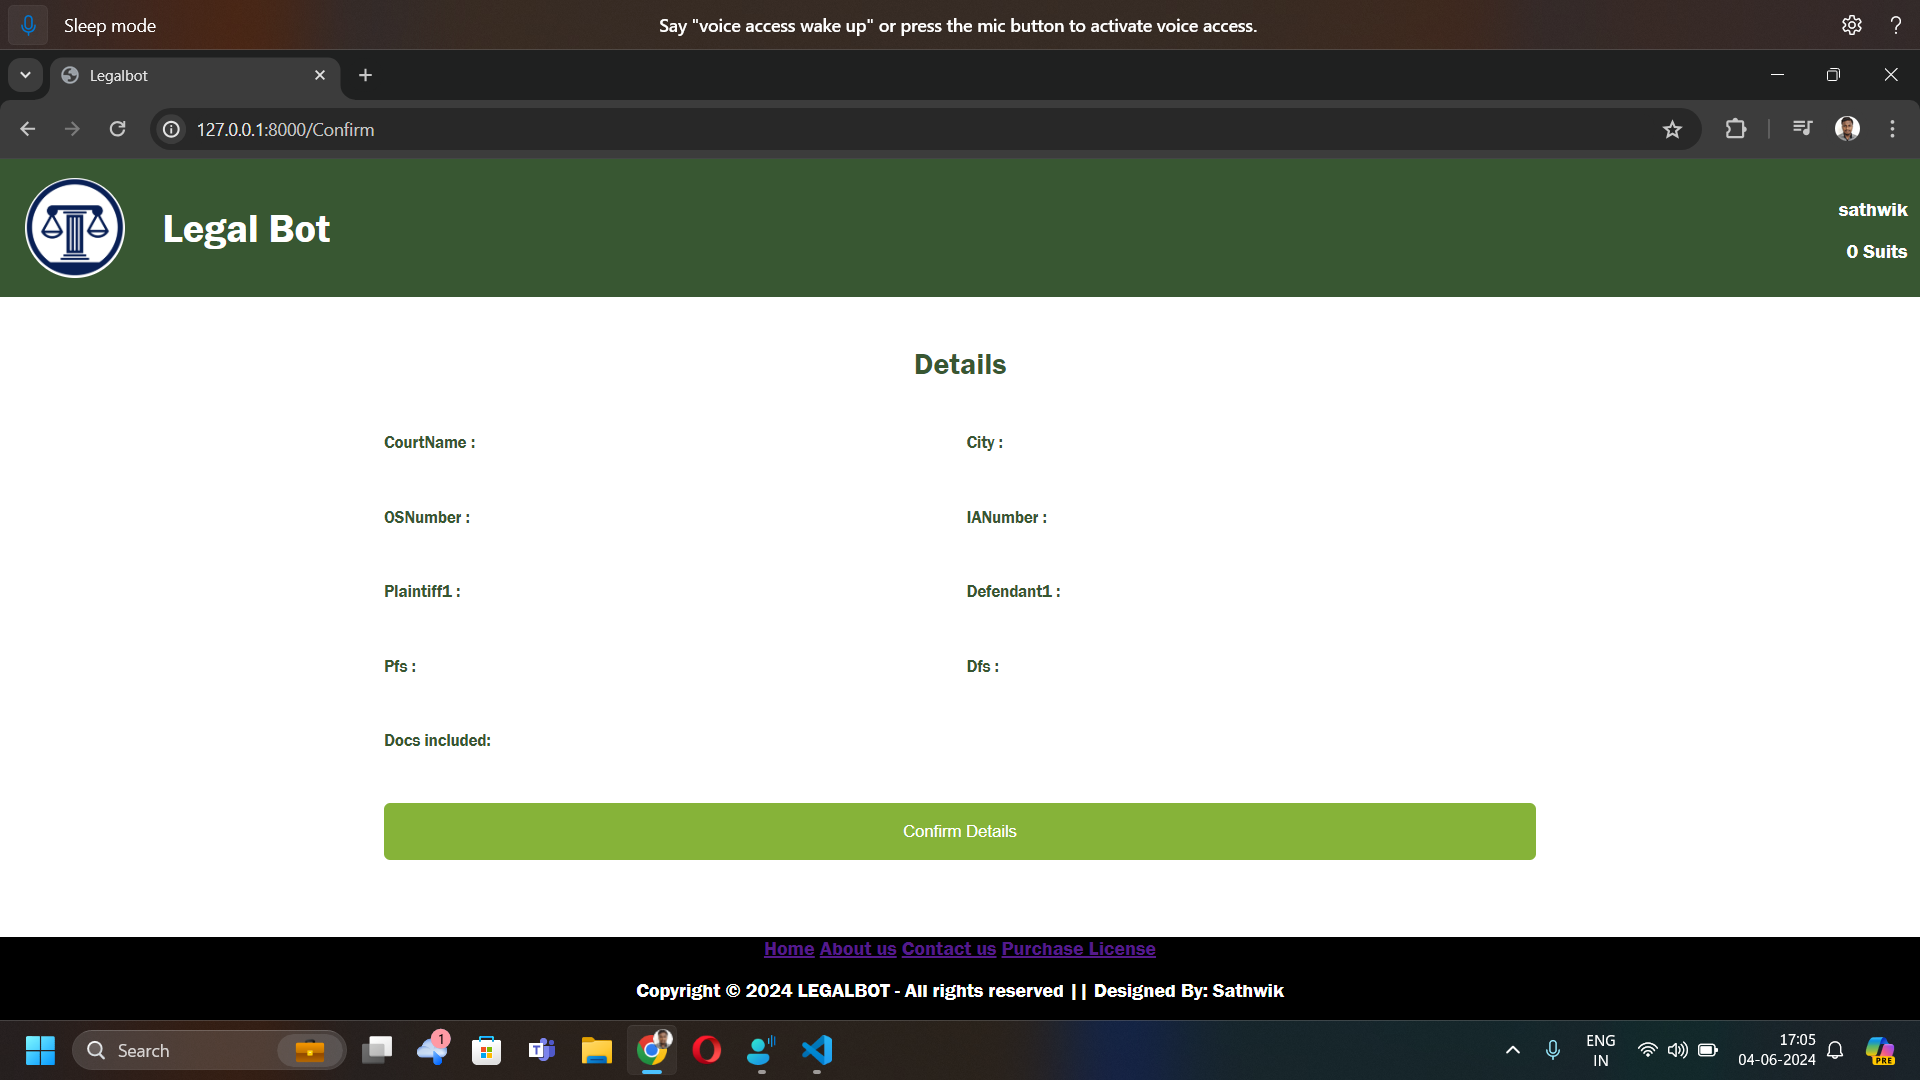 Sleep mode
Say "voice access wake up" or press the mic button to activate voice access.
?
Legalbot
127.0.0.1:8000/Confirm
Legal Bot
sathwik
0 Suits
Details
CourtName :
City :
OSNumber :
IANumber :
Plaintiff1 :
Defendant1 :
Pfs :
Dfs :
Docs included:
Confirm Details
Home About us Contact us Purchase License
Copyright © 2024 LEGALBOT - All rights reserved || Designed By: Sathwik
Search
1
ENG
IN
17:05
04-06-2024
PRE